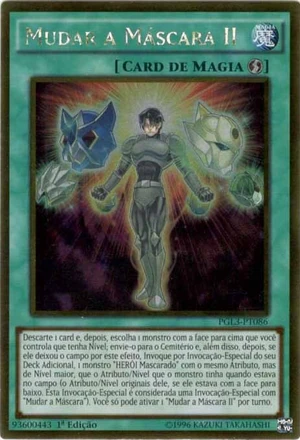 MUDAR A MÁSCARA II
[CARD DE MAGIA]
PGL3-PT086
Descarte 1 card e, depois, escolha 1 monstro com a face para cima que você
controla que tenha Nível; envie-o para o Cemitério e, além disso, depois, se
ele deixou o campo por este efeito, Invoque por Invocação-Especial do seu
Deck Adicional, 1 monstro "HERÓI Mascarado" com o mesmo Atributo, mas
de Nível maior, que o Atributo que o monstro tinha quando estava no campo
(o Atributo/Nível originais dele, se ele estava com a face para
baixo). (Esta Invocação-Especial é considerada uma Invocação-Especial com
"Mudar a Máscara".) Você só pode ativar 1 "Mudar a Máscara II" por turno.
93600443
1ª Edição
©1996 KAZUKI TAKAHASHI